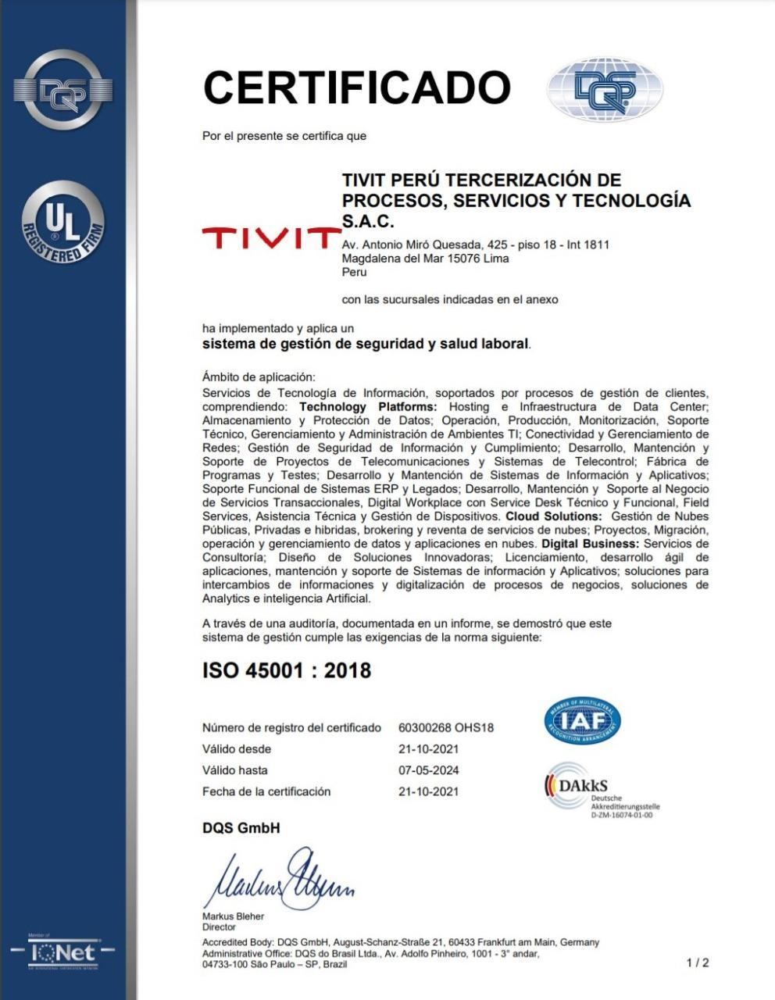 DQS
CERTIFICADO
DQS
Por el presente se certifica que
UL
®
REGISTERED FIRM
TIVIT
TIVIT PERÚ TERCERIZACIÓN DE
PROCESOS, SERVICIOS Y TECNOLOGÍA
S.A.C.
Av. Antonio Miró Quesada, 425 - piso 18 - Int 1811
Magdalena del Mar 15076 Lima
Peru
con las sucursales indicadas en el anexo
ha implementado y aplica un
sistema de gestión de seguridad y salud laboral.
Ámbito de aplicación:
Servicios de Tecnología de Información, soportados por procesos de gestión de clientes,
comprendiendo: Technology Platforms: Hosting e Infraestructura de Data Center;
Almacenamiento y Protección de Datos; Operación, Producción, Monitorización, Soporte
Técnico, Gerenciamiento y Administración de Ambientes TI; Conectividad y Gerenciamiento de
Redes; Gestión de Seguridad de Información y Cumplimiento; Desarrollo, Mantención y
Soporte de Proyectos de Telecomunicaciones y Sistemas de Telecontrol; Fábrica de
Programas y Testes; Desarrollo y Mantención de Sistemas de Información y Aplicativos;
Soporte Funcional de Sistemas ERP y Legados; Desarrollo, Mantención y Soporte al Negocio
de Servicios Transaccionales, Digital Workplace con Service Desk Técnico y Funcional, Field
Services, Asistencia Técnica y Gestión de Dispositivos. Cloud Solutions: Gestión de Nubes
Públicas, Privadas e hibridas, brokering y reventa de servicios de nubes; Proyectos, Migración,
operación y gerenciamiento de datos y aplicaciones en nubes. Digital Business: Servicios de
Consultoría; Diseño de Soluciones Innovadoras; Licenciamiento, desarrollo ágil de
aplicaciones, mantención y soporte de Sistemas de información y Aplicativos; soluciones para
intercambios de informaciones y digitalización de procesos de negocios, soluciones de
Analytics e inteligencia Artificial.
A través de una auditoría, documentada en un informe, se demostró que este
sistema de gestión cumple las exigencias de la norma siguiente:
ISO 45001 : 2018
MEMBER OF MULTILATERAL
IAF
RECOGNITION ARRANGEMENT
Número de registro del certificado 60300268 OHS18
Válido desde 21-10-2021
Válido hasta 07-05-2024
Fecha de la certificación 21-10-2021
DAkkS
Deutsche
Akkreditierungsstelle
D-ZM-16074-01-00
DQS GmbH
Markus Bleher
Director
Accredited Body: DQS GmbH, August-Schanz-Straße 21, 60433 Frankfurt am Main, Germany
Administrative Office: DQS do Brasil Ltda., Av. Adolfo Pinheiro, 1001 - 3° andar,
04733-100 São Paulo – SP, Brazil
1 / 2
Member of
IQNet